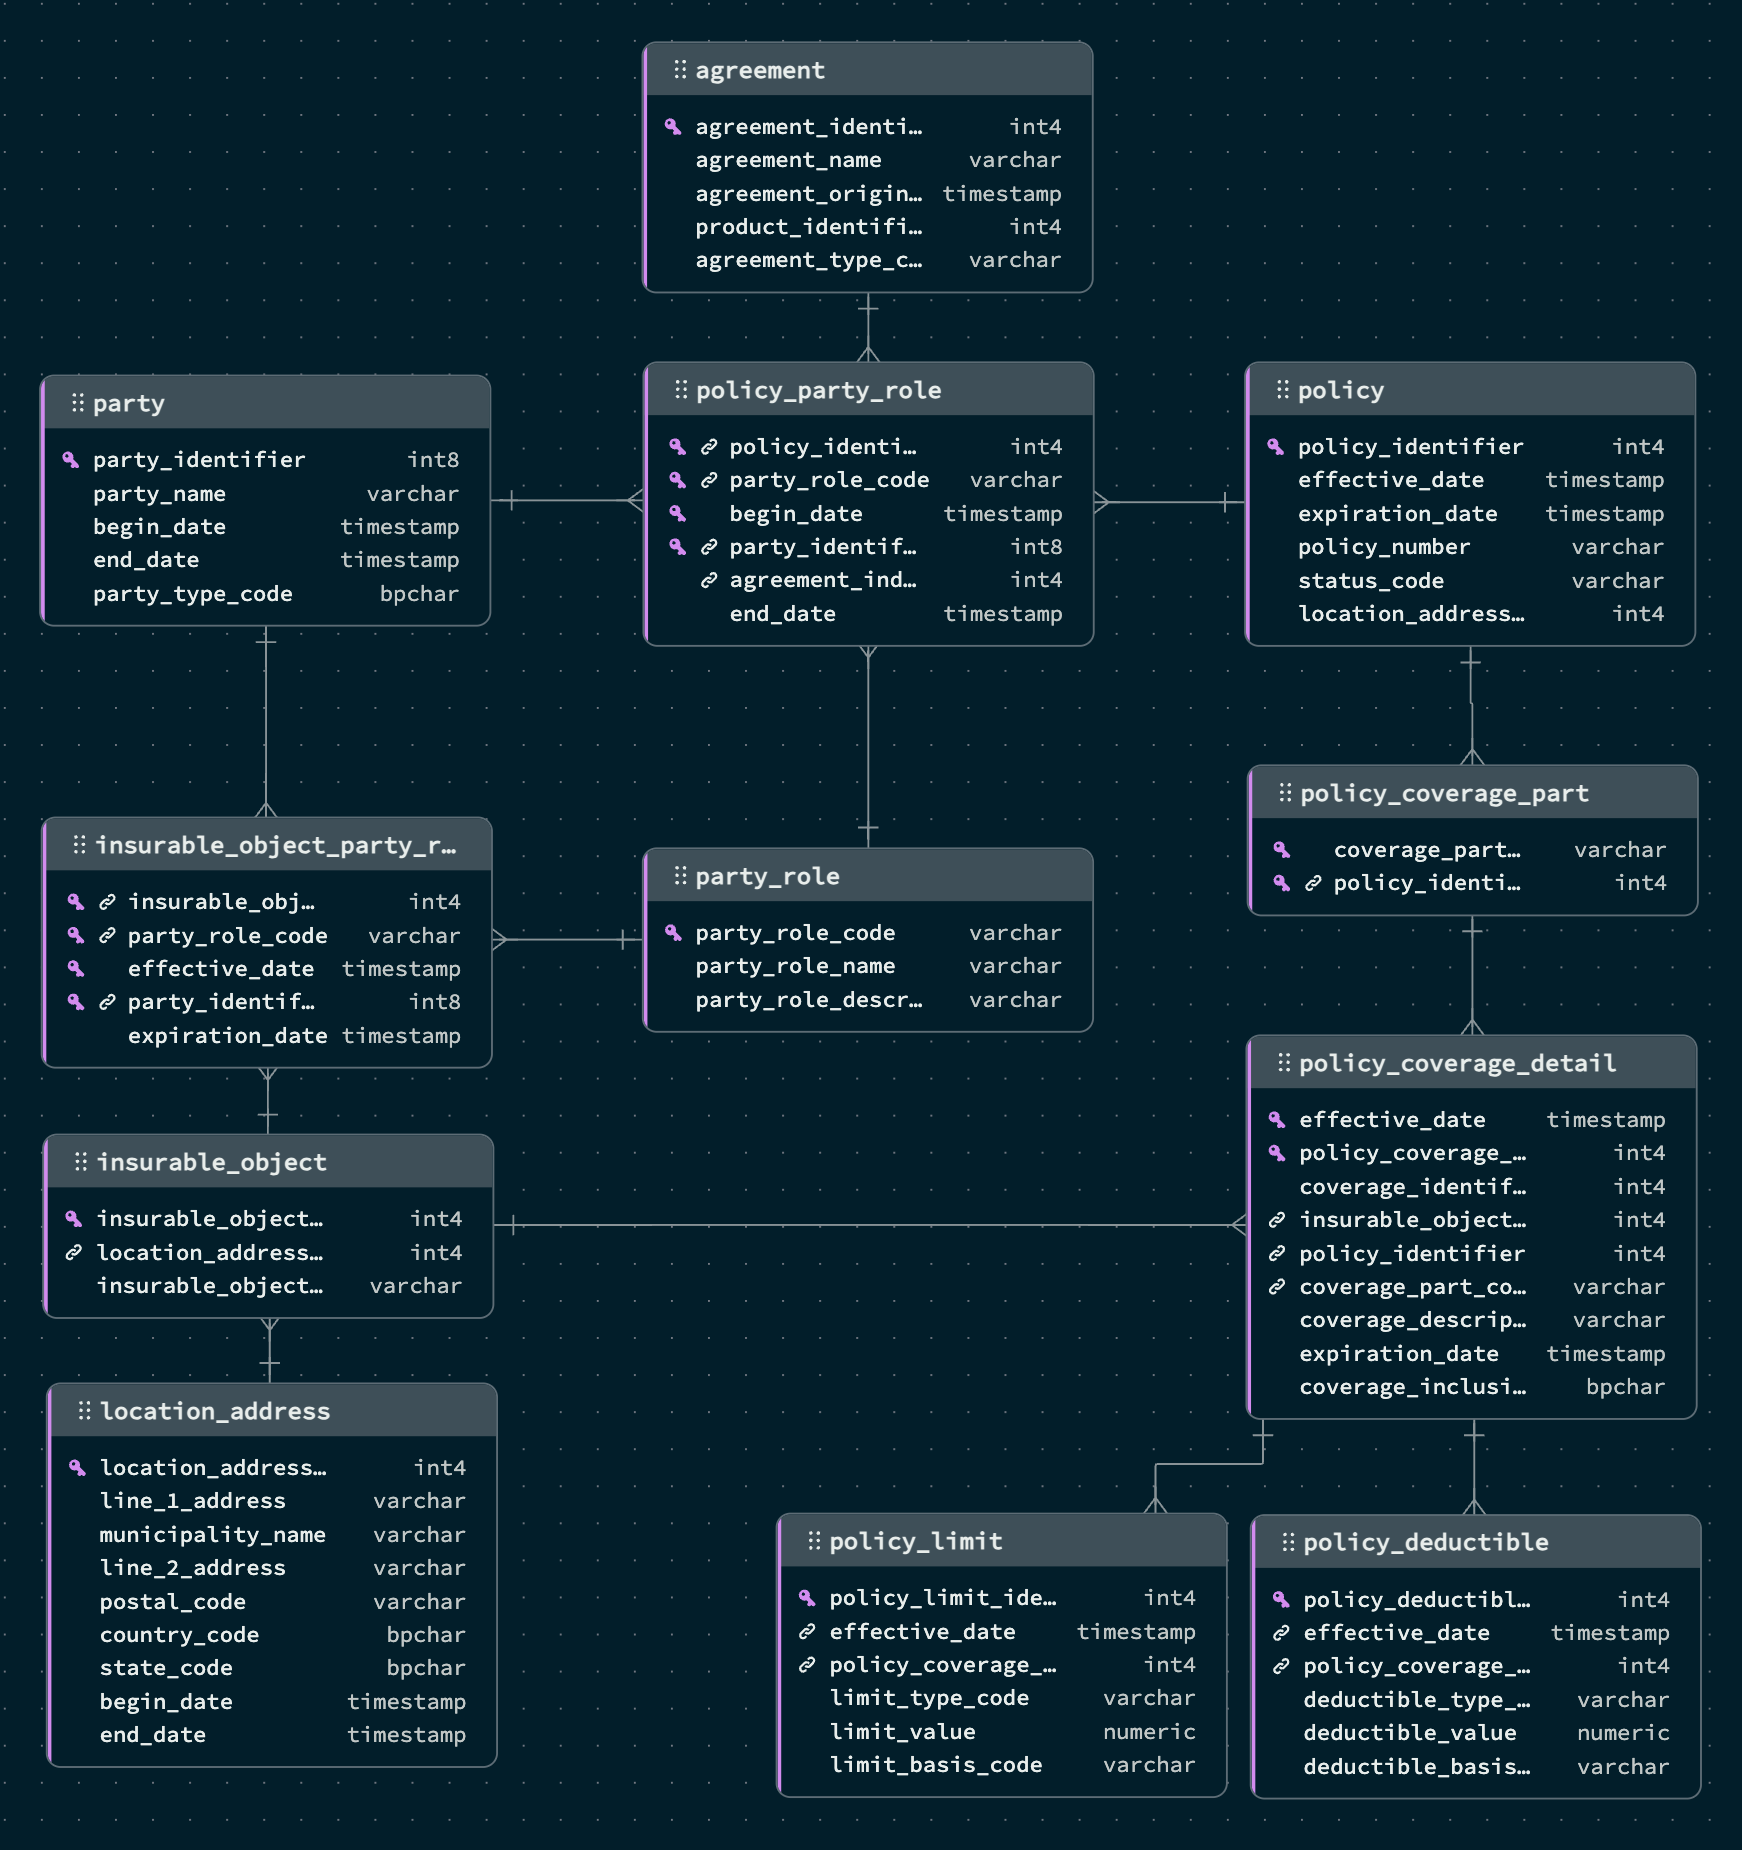 agreement
agreement_identi… int4
agreement_name varchar
agreement_origin… timestamp
product_identifi… int4
agreement_type_c… varchar
party
party_identifier int8
party_name varchar
begin_date timestamp
end_date timestamp
party_type_code bpchar
policy_party_role
policy_identi… int4
party_role_code varchar
begin_date timestamp
party_identif… int8
agreement_ind… int4
end_date timestamp
policy
policy_identifier int4
effective_date timestamp
expiration_date timestamp
policy_number varchar
status_code varchar
location_address… int4
insurable_object_party_r…
insurable_obj… int4
party_role_code varchar
effective_date timestamp
party_identif… int8
expiration_date timestamp
party_role
party_role_code varchar
party_role_name varchar
party_role_descr… varchar
policy_coverage_part
coverage_part… varchar
policy_identi… int4
insurable_object
insurable_object… int4
location_address… int4
insurable_object… varchar
policy_coverage_detail
effective_date timestamp
policy_coverage_… int4
coverage_identif… int4
insurable_object… int4
policy_identifier int4
coverage_part_co… varchar
coverage_descrip… varchar
expiration_date timestamp
coverage_inclusi… bpchar
location_address
location_address… int4
line_1_address varchar
municipality_name varchar
line_2_address varchar
postal_code varchar
country_code bpchar
state_code bpchar
begin_date timestamp
end_date timestamp
policy_limit
policy_limit_ide… int4
effective_date timestamp
policy_coverage_… int4
limit_type_code varchar
limit_value numeric
limit_basis_code varchar
policy_deductible
policy_deductibl… int4
effective_date timestamp
policy_coverage_… int4
deductible_type_… varchar
deductible_value numeric
deductible_basis… varchar